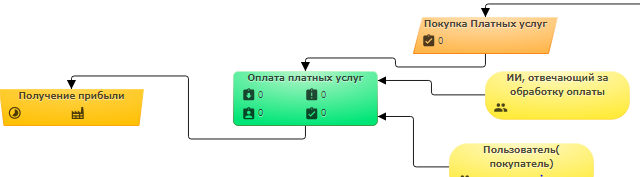 Покупка Платных услуг
0
Оплата платных услуг
0 0
0 0
Получение прибыли
ИИ, отвечающий за
обработку оплаты
Пользователь(
покупатель)